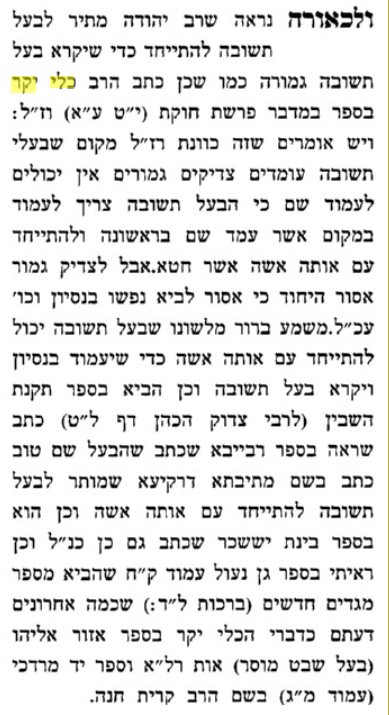 ולכאורה נראה שרב יהודה מתיר לבעל
תשובה להתייחד כדי שיקרא בעל
תשובה גמורה כמו שכן כתב הרב כלי יקר
בספר במדבר פרשת חוקת (י״ט ע״א) וז״ל:
ויש אומרים שזה כוונת רז״ל מקום שבעלי
תשובה עומדים צדיקים גמורים אין יכולים
לעמוד שם כי הבעל תשובה צריך לעמוד
במקום אשר עמד שם בראשונה ולהתייחד
עם אותה אשה אשר חטא.אבל לצדיק גמור
אסור היחוד כי אסור לביא נפשו בנסיון וכו׳
עכ״ל.משמע ברור מלשונו שבעל תשובה יכול
להתייחד עם אותה אשה כדי שיעמוד בנסיון
ויקרא בעל תשובה וכן הביא בספר תקנת
השבין (לרבי צדוק הכהן דף ל״ט) כתב
שראה בספר רבייבא שכתב שהבעל שם טוב
כתב בשם מתיבתא דרקיעא שמותר לבעל
תשובה להתייחד עם אותה אשה וכן הוא
בספר בינת יששכר שכתב גם כן כנ״ל וכן
ראיתי בספר גן נעול עמוד ק״ח שהביא מספר
מגדים חדשים (ברכות ל״ד:) שכמה אחרונים
דעתם כדברי הכלי יקר בספר אזור אליהו
(בעל שבט מוסר) אות רל״א וספר יד מרדכי
(עמוד מ״ג) בשם הרב קרית חנה.